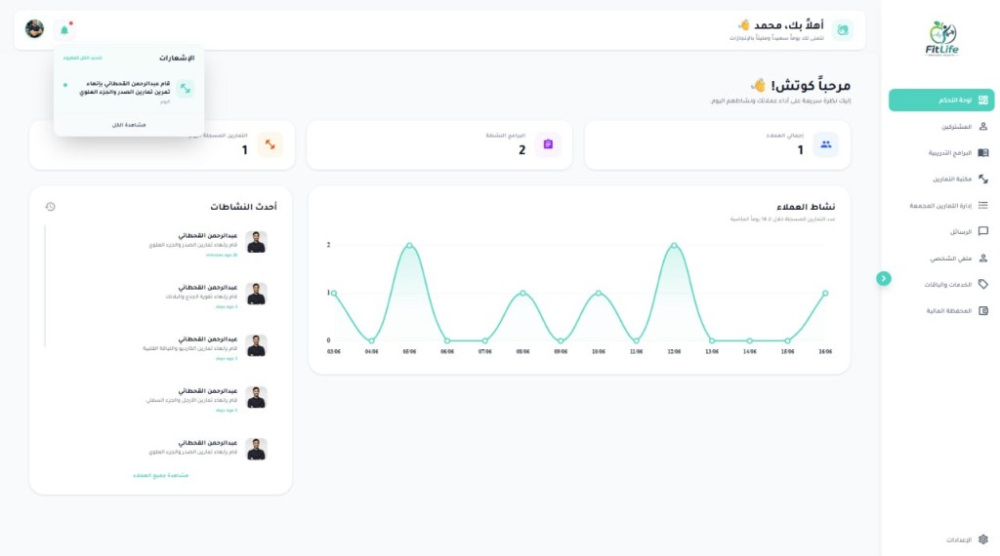 FitLife
لوحة التحكم
المشتركين
البرامج التدريبية
مكتبة التمارين
إدارة التمارين المجمعة
الرسائل
ملفي الشخصي
الخدمات والباقات
المحفظة المالية
الإعدادات
أهلاً بك، محمد 👋
نتمنى لك يوماً سعيداً ومليئاً بالإنجازات
الإشعارات
تحديد الكل كمقروء
قام عبدالرحمن القحطاني بإنهاء
تمرين تمارين الصدر والجزء العلوي
اليوم
مشاهدة الكل
مرحباً كوتش! 👋
إليك نظرة سريعة على أداء عملائك ونشاطهم اليوم.
إجمالي العملاء
1
البرامج النشطة
2
التمارين المسجلة
1
نشاط العملاء
عدد التمارين المسجلة خلال الـ 14 يوماً الماضية
2
1
0
03/06 04/06 05/06 06/06 07/06 08/06 09/06 10/06 11/06 12/06 13/06 14/06 15/06 16/06
أحدث النشاطات
عبدالرحمن القحطاني
قام بإنهاء تمارين الصدر والجزء العلوي
minutes ago
عبدالرحمن القحطاني
قام بإنهاء تقوية الجذع والبلانك
days ago
عبدالرحمن القحطاني
قام بإنهاء تمارين الكارديو واللياقة القلبية
days ago
عبدالرحمن القحطاني
قام بإنهاء تمارين الأرجل والجزء السفلي
days ago
عبدالرحمن القحطاني
قام بإنهاء تمارين الصدر والجزء العلوي
مشاهدة جميع العملاء